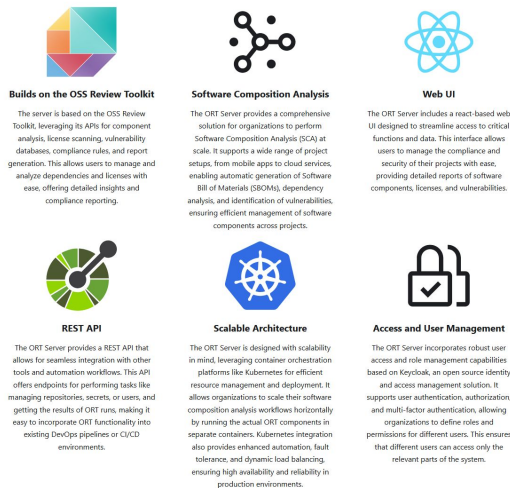 Builds on the OSS Review Toolkit
The server is based on the OSS Review
Toolkit, leveraging its APIs for component
analysis, license scanning, vulnerability
databases, compliance rules, and report
generation. This allows users to manage and
analyze dependencies and licenses with
ease, offering detailed insights and
compliance reporting.
Software Composition Analysis
The ORT Server provides a comprehensive
solution for organizations to perform
Software Composition Analysis (SCA) at
scale. It supports a wide range of project
setups, from mobile apps to cloud services,
enabling automatic generation of Software
Bill of Materials (SBOMs), dependency
analysis, and identification of vulnerabilities,
ensuring efficient management of software
components across projects.
Web UI
The ORT Server includes a react-based web
UI designed to streamline access to critical
functions and data. This interface allows
users to manage the compliance and
security of their projects with ease,
providing detailed reports of software
components, licenses, and vulnerabilities.
REST API
The ORT Server provides a REST API that
allows for seamless integration with other
tools and automation workflows. This API
offers endpoints for performing tasks like
managing repositories, secrets, or users, and
getting the results of ORT runs, making it
easy to incorporate ORT functionality into
existing DevOps pipelines or CI/CD
environments.
Scalable Architecture
The ORT Server is designed with scalability
in mind, leveraging container orchestration
platforms like Kubernetes for efficient
resource management and deployment. It
allows organizations to scale their software
composition analysis workflows horizontally
by running the actual ORT components in
separate containers. Kubernetes integration
also provides enhanced automation, fault
tolerance, and dynamic load balancing,
ensuring high availability and reliability in
production environments.
Access and User Management
The ORT Server incorporates robust user
access and role management capabilities
based on Keycloak, an open source identity
and access management solution. It
supports user authentication, authorization,
and multi-factor authentication, allowing
organizations to define roles and
permissions for different users. This ensures
that different users can access only the
relevant parts of the system.